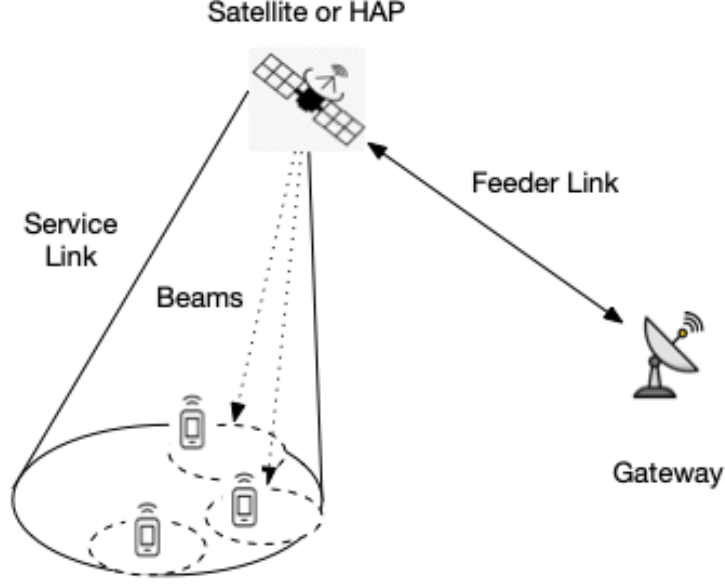 Satellite or HAP
Feeder Link
Service
Link
Beams
Gateway